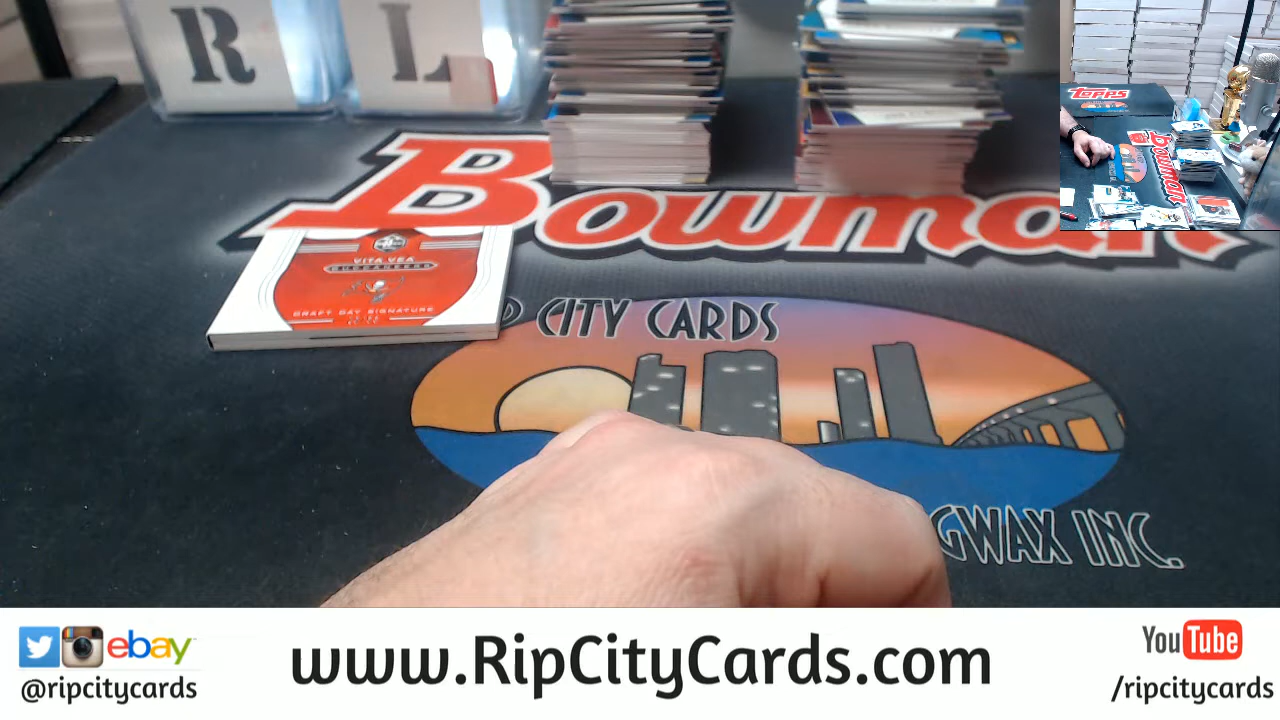 R L
TOPPS
Bowman
Bowman
VITA VEA
BUCCANEERS
DRAFT DAY SIGNATURE
P CITY CARDS
GWAX INC.
ebay
www.RipCityCards.com
YouTube
@ripcitycards
/ripcitycards